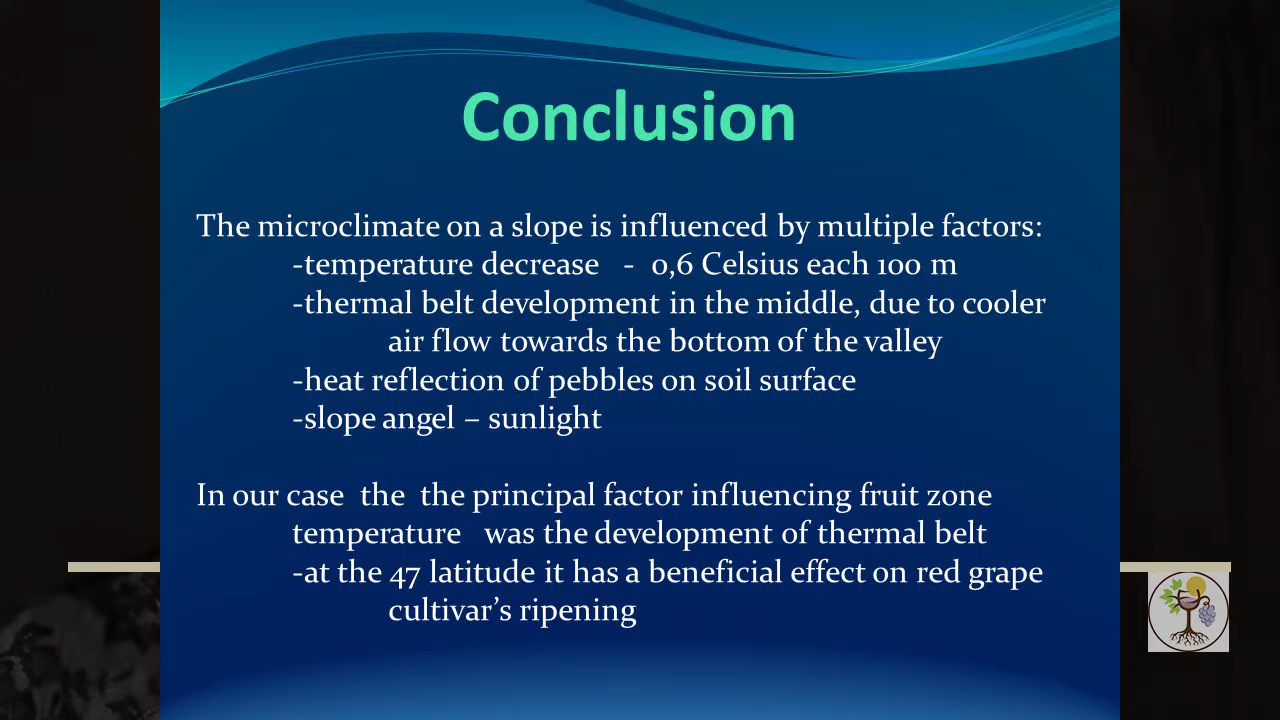 Conclusion
The microclimate on a slope is influenced by multiple factors:
-temperature decrease - 0,6 Celsius each 100 m
-thermal belt development in the middle, due to cooler
air flow towards the bottom of the valley
-heat reflection of pebbles on soil surface
-slope angel – sunlight
In our case the the principal factor influencing fruit zone
temperature was the development of thermal belt
-at the 47 latitude it has a beneficial effect on red grape
cultivar’s ripening